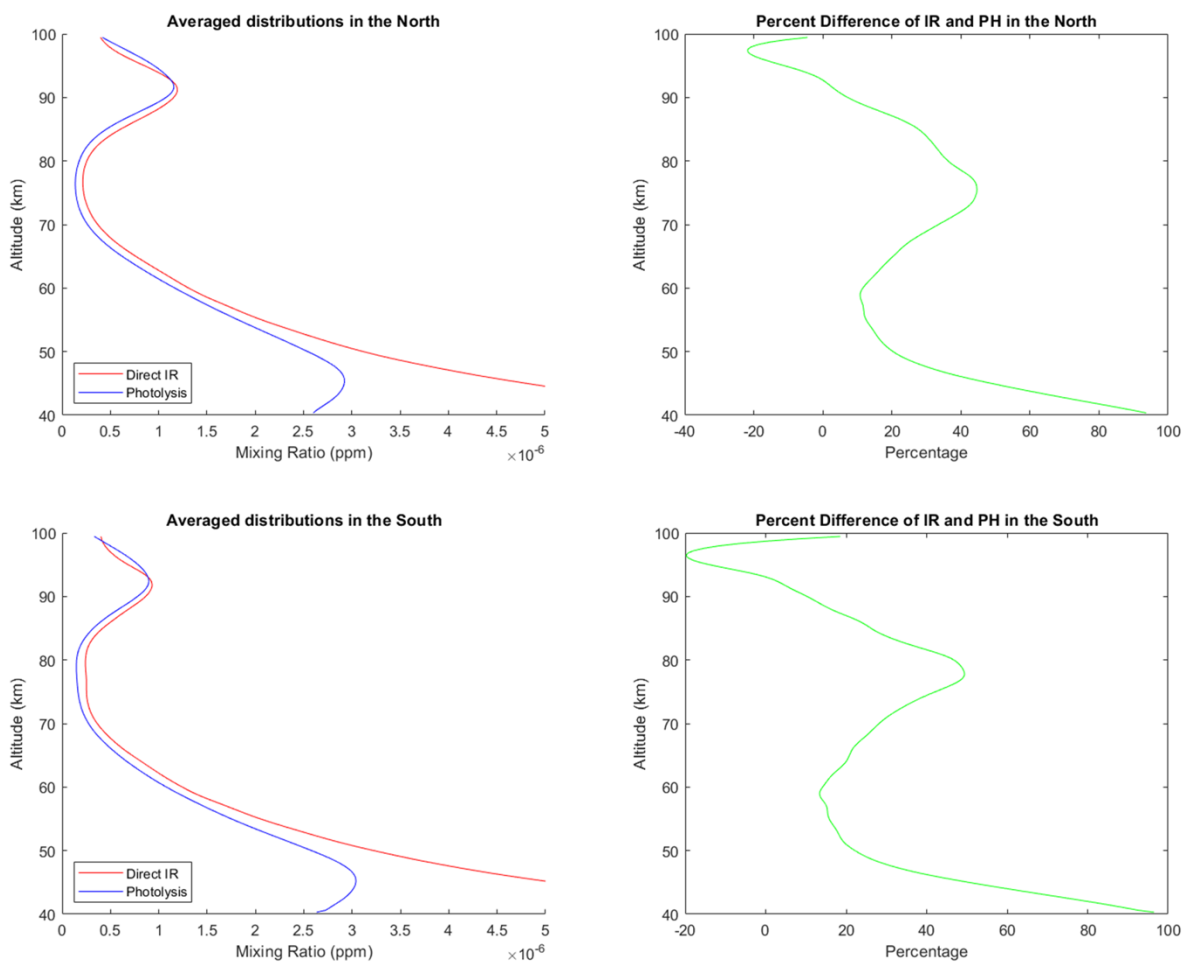 Averaged distributions in the North
100
90
80
70
60
50
40
Altitude (km)
Direct IR
Photolysis
0 0.5 1 1.5 2 2.5 3 3.5 4 4.5 5
Mixing Ratio (ppm)
×10⁻⁶
Percent Difference of IR and PH in the North
100
90
80
70
60
50
40
Altitude (km)
-40 -20 0 20 40 60 80 100
Percentage
Averaged distributions in the South
100
90
80
70
60
50
40
Altitude (km)
Direct IR
Photolysis
0 0.5 1 1.5 2 2.5 3 3.5 4 4.5 5
Mixing Ratio (ppm)
×10⁻⁶
Percent Difference of IR and PH in the South
100
90
80
70
60
50
40
Altitude (km)
-20 0 20 40 60 80 100
Percentage